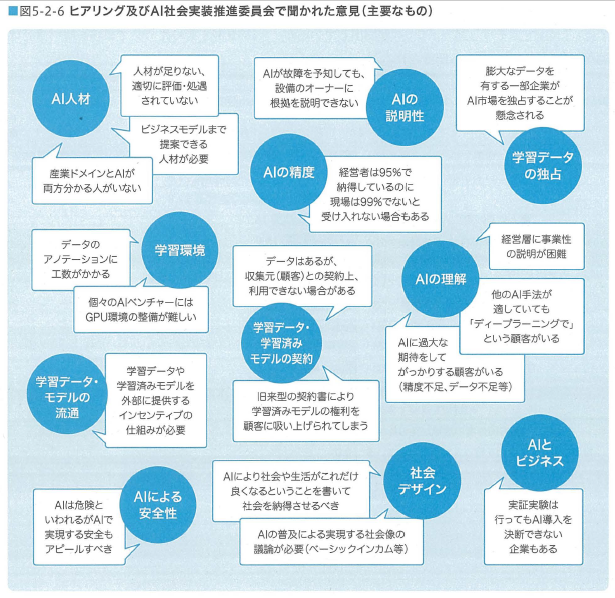 ■図5-2-6 ヒアリング及びAI社会実装推進委員会で聞かれた意見（主要なもの）
AI人材
人材が足りない、
適切に評価・処遇
されていない
ビジネスモデルまで
提案できる
人材が必要
産業ドメインとAIが
両方分かる人がいない
AIが故障を予知しても、
設備のオーナーに
根拠を説明できない
AIの
説明性
膨大なデータを
有する一部企業が
AI市場を独占することが
懸念される
学習データ
の独占
AIの精度
経営者は95％で
納得しているのに
現場は99％でないと
受け入れない場合もある
データの
アノテーションに
工数がかかる
学習環境
個々のAIベンチャーには
GPU環境の整備が難しい
データはあるが、
収集元（顧客）との契約上、
利用できない場合がある
学習データ・
学習済み
モデルの契約
旧来型の契約書により
学習済みモデルの権利を
顧客に吸い上げられてしまう
AIの理解
経営層に事業性
の説明が困難
他のAI手法が
適していても
「ディープラーニングで」
という顧客がいる
AIに過大な
期待をして
がっかりする顧客がいる
（精度不足、データ不足等）
学習データ・
モデルの
流通
学習データや
学習済みモデルを
外部に提供する
インセンティブの
仕組みが必要
AIは危険と
いわれるがAIで
実現する安全も
アピールすべき
AIによる
安全性
AIにより社会や生活がこれだけ
良くなるということを書いて
社会を納得させるべき
AIの普及による実現する社会像の
議論が必要（ベーシックインカム等）
社会
デザイン
AIと
ビジネス
実証実験は
行ってもAI導入を
決断できない
企業もある